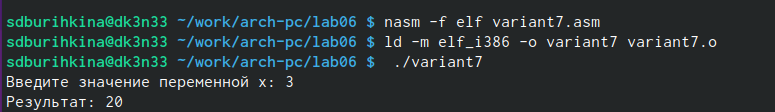 sdburihkina@dk3n33 ~/work/arch-pc/lab06 $ nasm -f elf variant7.asm
sdburihkina@dk3n33 ~/work/arch-pc/lab06 $ ld -m elf_i386 -o variant7 variant7.o
sdburihkina@dk3n33 ~/work/arch-pc/lab06 $  ./variant7
Введите значение переменной x: 3
Результат: 20